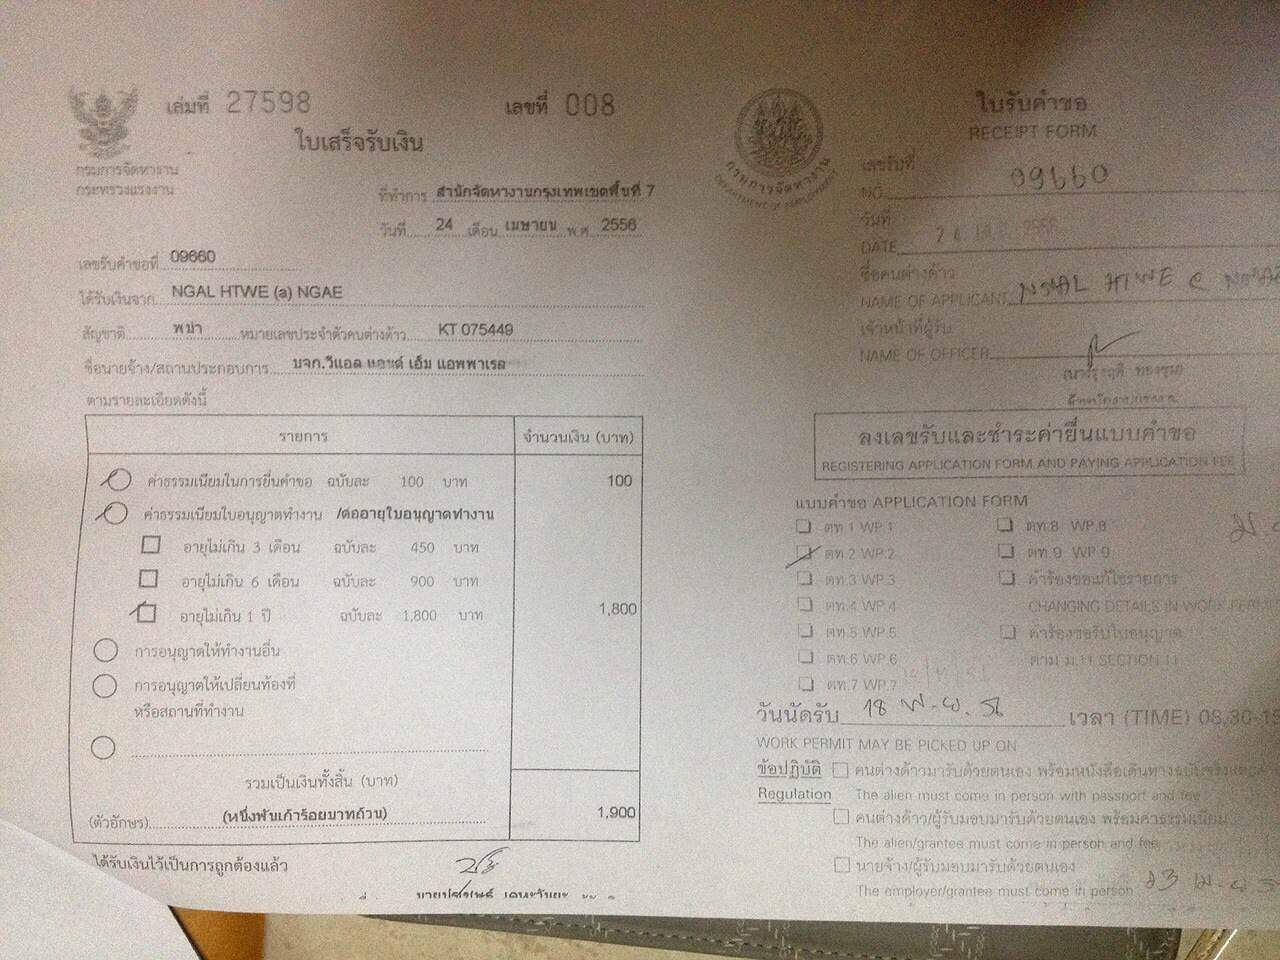 เล่มที่ 27598 เลขที่ 008
ใบเสร็จรับเงิน
กรมการจัดหางาน
กระทรวงแรงงาน
ที่ทำการ สำนักจัดหางานกรุงเทพเขตพื้นที่ 7
วันที่ 24 เดือน เมษายน พ.ศ. 2556
เลขรับคำขอที่ 09660
ได้รับเงินจาก NGAL HTWE (a) NGAE
สัญชาติ พม่า หมายเลขประจำตัวคนต่างด้าว KT 075449
ชื่อนายจ้าง/สถานประกอบการ บจก.วีแอล แอนด์ เอ็ม แอพพาเรล
ตามรายละเอียดดังนี้
รายการ จำนวนเงิน (บาท)
ค่าธรรมเนียมในการยื่นคำขอ ฉบับละ 100 บาท 100
ค่าธรรมเนียมใบอนุญาตทำงาน /ต่ออายุใบอนุญาตทำงาน
อายุไม่เกิน 3 เดือน ฉบับละ 450 บาท
อายุไม่เกิน 6 เดือน ฉบับละ 900 บาท
อายุไม่เกิน 1 ปี ฉบับละ 1,800 บาท 1,800
การอนุญาตให้ทำงานอื่น
การอนุญาตให้เปลี่ยนท้องที่
หรือสถานที่ทำงาน
รวมเป็นเงินทั้งสิ้น (บาท)
(ตัวอักษร) (หนึ่งพันเก้าร้อยบาทถ้วน) 1,900
ได้รับเงินไว้เป็นการถูกต้องแล้ว
กรมการจัดหางาน
DEPARTMENT OF EMPLOYMENT
ใบรับคำขอ
RECEIPT FORM
เลขรับที่
NO. 09660
วันที่
DATE
ชื่อคนต่างด้าว
NAME OF APPLICANT NGAL HTWE @
เจ้าหน้าที่ผู้รับ
NAME OF OFFICER
ลงเลขรับและชำระค่ายื่นแบบคำขอ
REGISTERING APPLICATION FORM AND PAYING APPLICATION FEE
แบบคำขอ APPLICATION FORM
ตท.1 WP.1 ตท.8 WP.8
ตท.2 WP.2 ตท.9 WP.9
ตท.3 WP.3 คำร้องขอแก้ไขรายการ
ตท.4 WP.4 CHANGING DETAILS IN WORK
ตท.5 WP.5 คำร้องขอรับใบอนุญาต
ตท.6 WP.6 ตาม ม.11 SECTION 11
ตท.7 WP.7
วันนัดรับ 18 พ.ย. 56 เวลา (TIME) 08.30-
WORK PERMIT MAY BE PICKED UP ON
ข้อปฏิบัติ คนต่างด้าวมารับด้วยตนเอง พร้อมหนังสือเดินทางฉบับจริงและ
Regulation The alien must come in person with passport and fee
คนต่างด้าว/ผู้รับมอบมารับด้วยตนเอง พร้อมค่าธรรมเนียม
The alien/grantee must come in person and fee
นายจ้าง/ผู้รับมอบมารับด้วยตนเอง
The employer/grantee must come in person